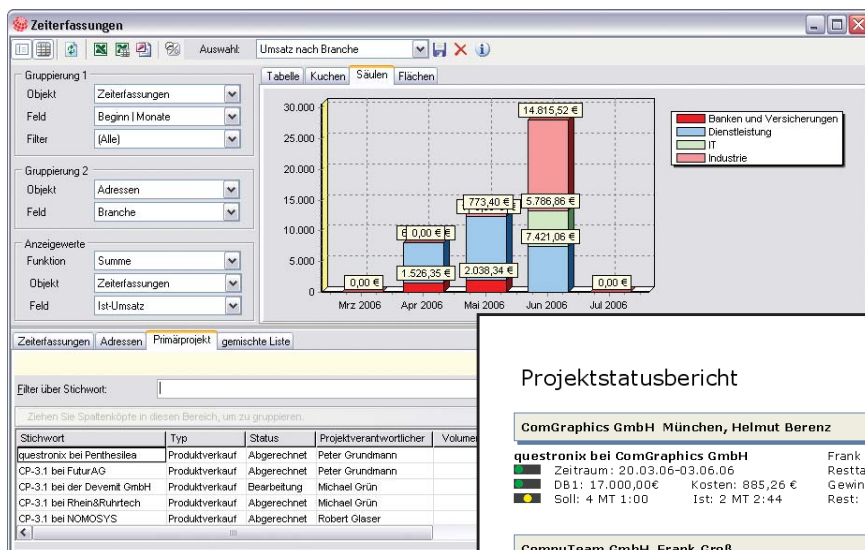 Zeiterfassungen
Auswahl: Umsatz nach Branche
Gruppierung 1
Objekt Zeiterfassungen
Feld Beginn | Monate
Filter (Alle)
Gruppierung 2
Objekt Adressen
Feld Branche
Anzeigewerte
Funktion Summe
Objekt Zeiterfassungen
Feld Ist-Umsatz
Tabelle Kuchen Säulen Flächen
30.000
25.000
20.000
15.000
10.000
5.000
0
14.815,52 €
773,40 €
5.786,86 €
0,00 €
7.421,06 €
1.526,35 €
2.038,34 €
0,00 €
0,00 €
Mrz 2006 Apr 2006 Mai 2006 Jun 2006 Jul 2006
Banken und Versicherungen
Dienstleistung
IT
Industrie
Zeiterfassungen Adressen Primärprojekt gemischte Liste
Filter über Stichwort:
Ziehen Sie Spaltenköpfe in diesen Bereich, um zu gruppieren.
Stichwort Typ Status Projektverantwortlicher Volumen
questronix bei Penthesilea Produktverkauf Abgerechnet Peter Grundmann
CP-3.1 bei FuturAG Produktverkauf Abgerechnet Peter Grundmann
CP-3.1 bei der Devemit GmbH Produktverkauf Bearbeitung Michael Grün
CP-3.1 bei Rhein&Ruhrtech Produktverkauf Abgerechnet Michael Grün
CP-3.1 bei NOMOSYS Produktverkauf Abgerechnet Robert Glaser
Projektstatusbericht
ComGraphics GmbH München, Helmut Berenz
questronix bei ComGraphics GmbH Frank
Zeitraum: 20.03.06-03.06.06 Restta
DB1: 17.000,00€ Kosten: 885,26 € Gewin
Soll: 4 MT 1:00 Ist: 2 MT 2:44 Rest:
CompuTeam GmbH, Frank Groß